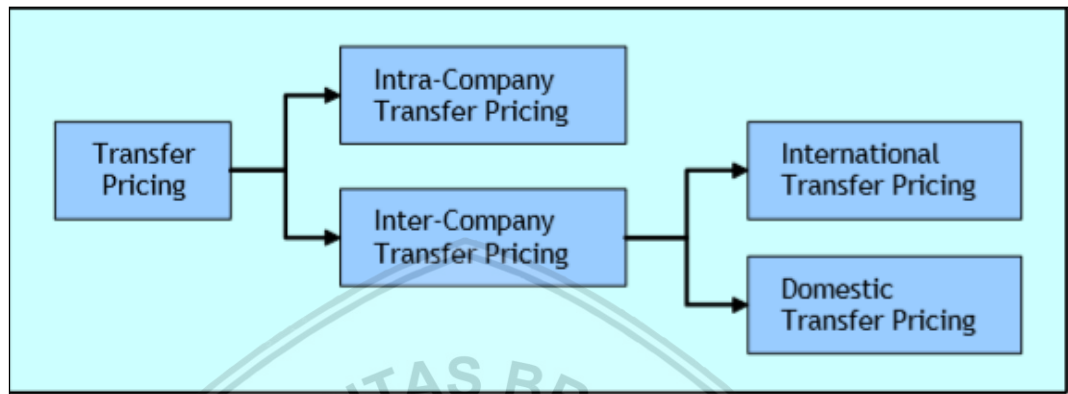 Intra-Company
Transfer Pricing
Transfer
Pricing
International
Transfer Pricing
Inter-Company
Transfer Pricing
Domestic
Transfer Pricing